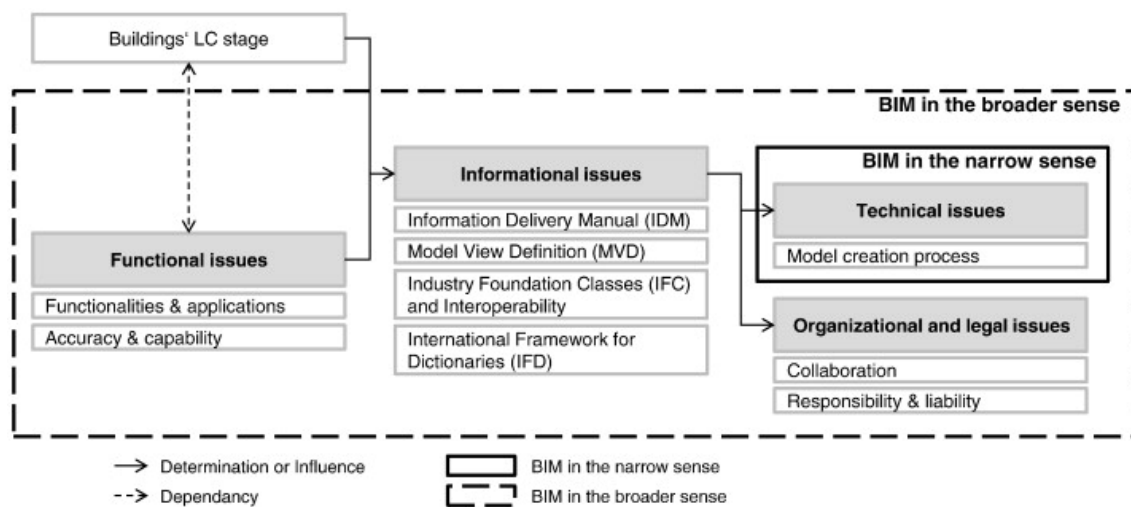 Buildings‘ LC stage
BIM in the broader sense
BIM in the narrow sense
Informational issues
Information Delivery Manual (IDM)
Model View Definition (MVD)
Industry Foundation Classes (IFC)
and Interoperability
International Framework for
Dictionaries (IFD)
Functional issues
Functionalities & applications
Accuracy & capability
Technical issues
Model creation process
Organizational and legal issues
Collaboration
Responsibility & liability
Determination or Influence
Dependancy
BIM in the narrow sense
BIM in the broader sense